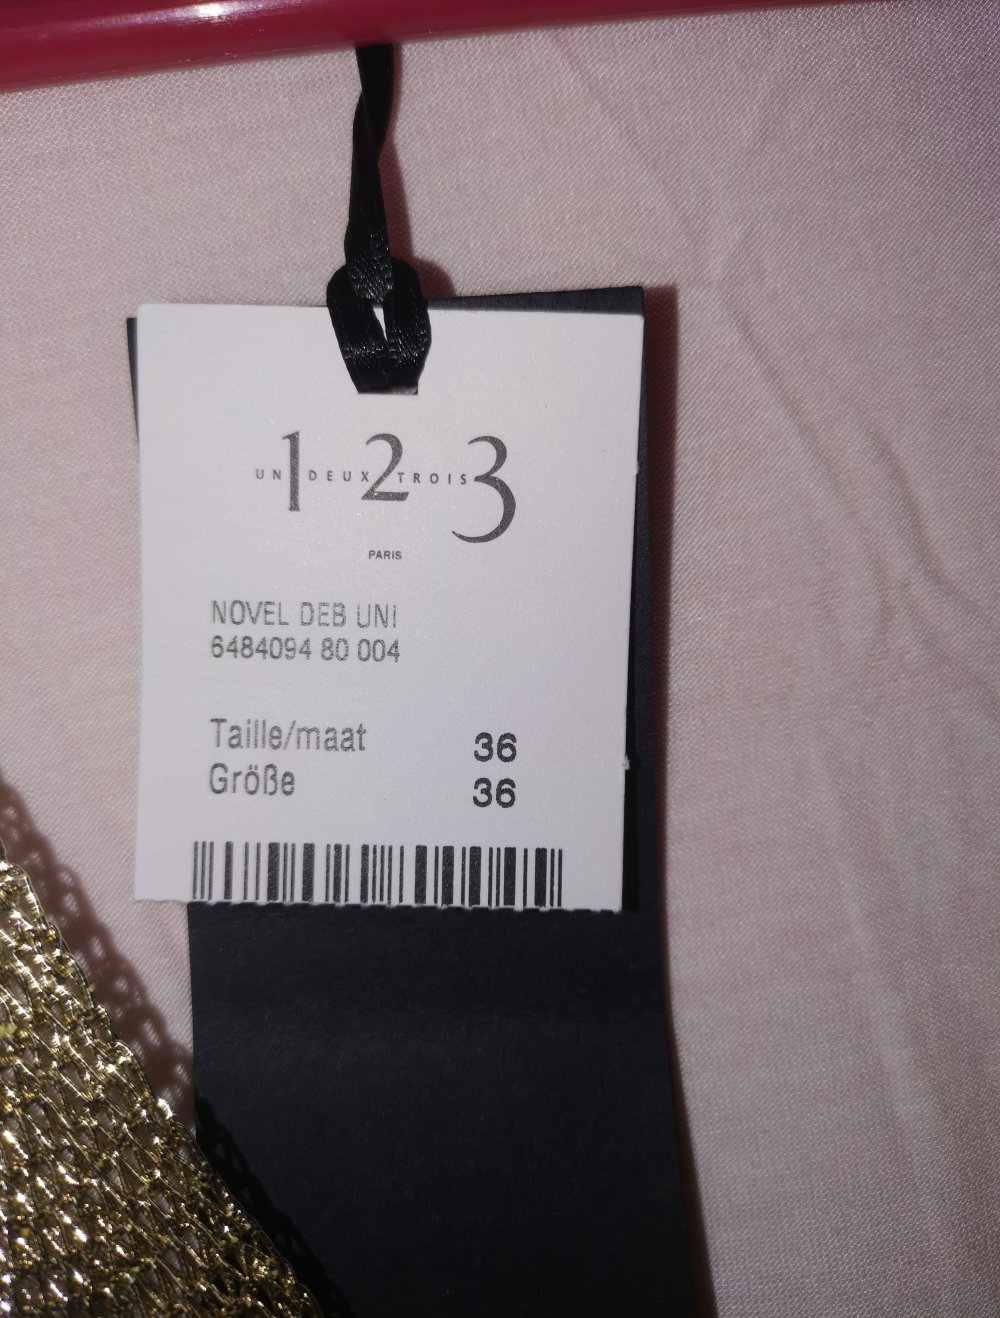 UN 1 DEUX 2 TROIS 3
PARIS
NOVEL DEB UNI
6484094 80 004
Taille/maat 36
Größe 36